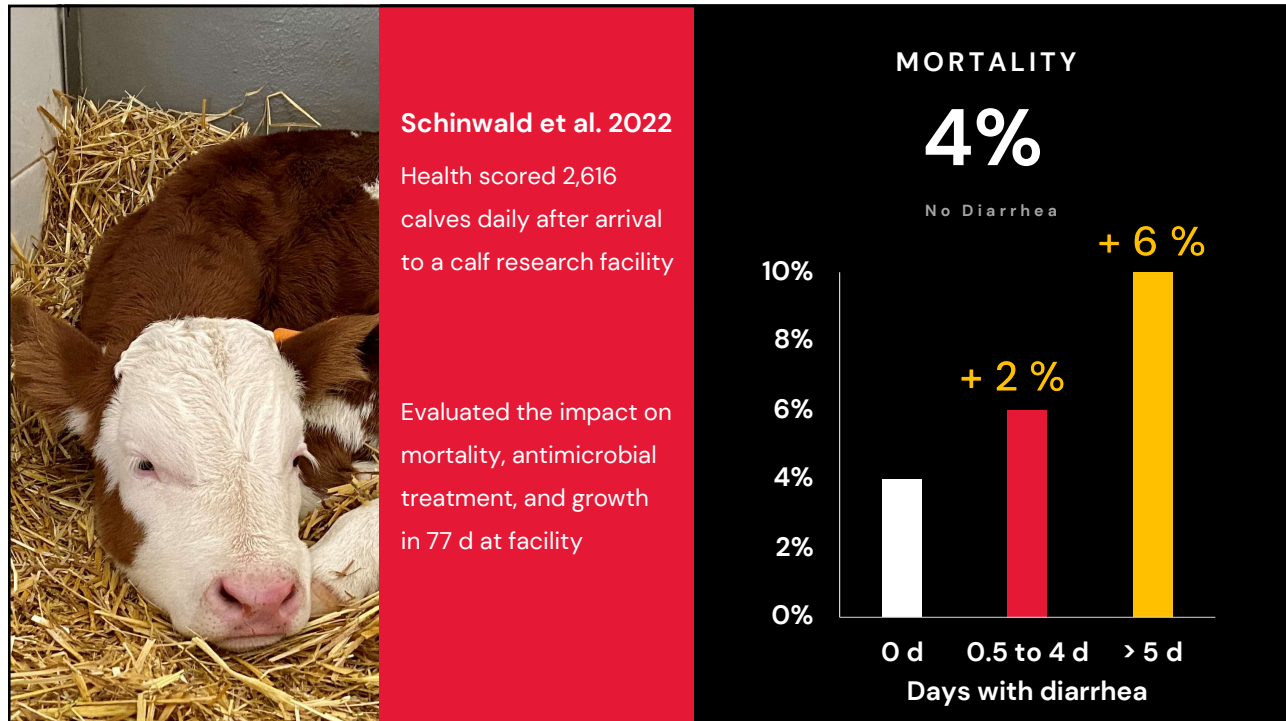 Schinwald et al. 2022
Health scored 2,616
calves daily after arrival
to a calf research facility
Evaluated the impact on
mortality, antimicrobial
treatment, and growth
in 77 d at facility
MORTALITY
4%
No Diarrhea
+ 6 %
+ 2 %
10%
8%
6%
4%
2%
0%
0 d 0.5 to 4 d > 5 d
Days with diarrhea